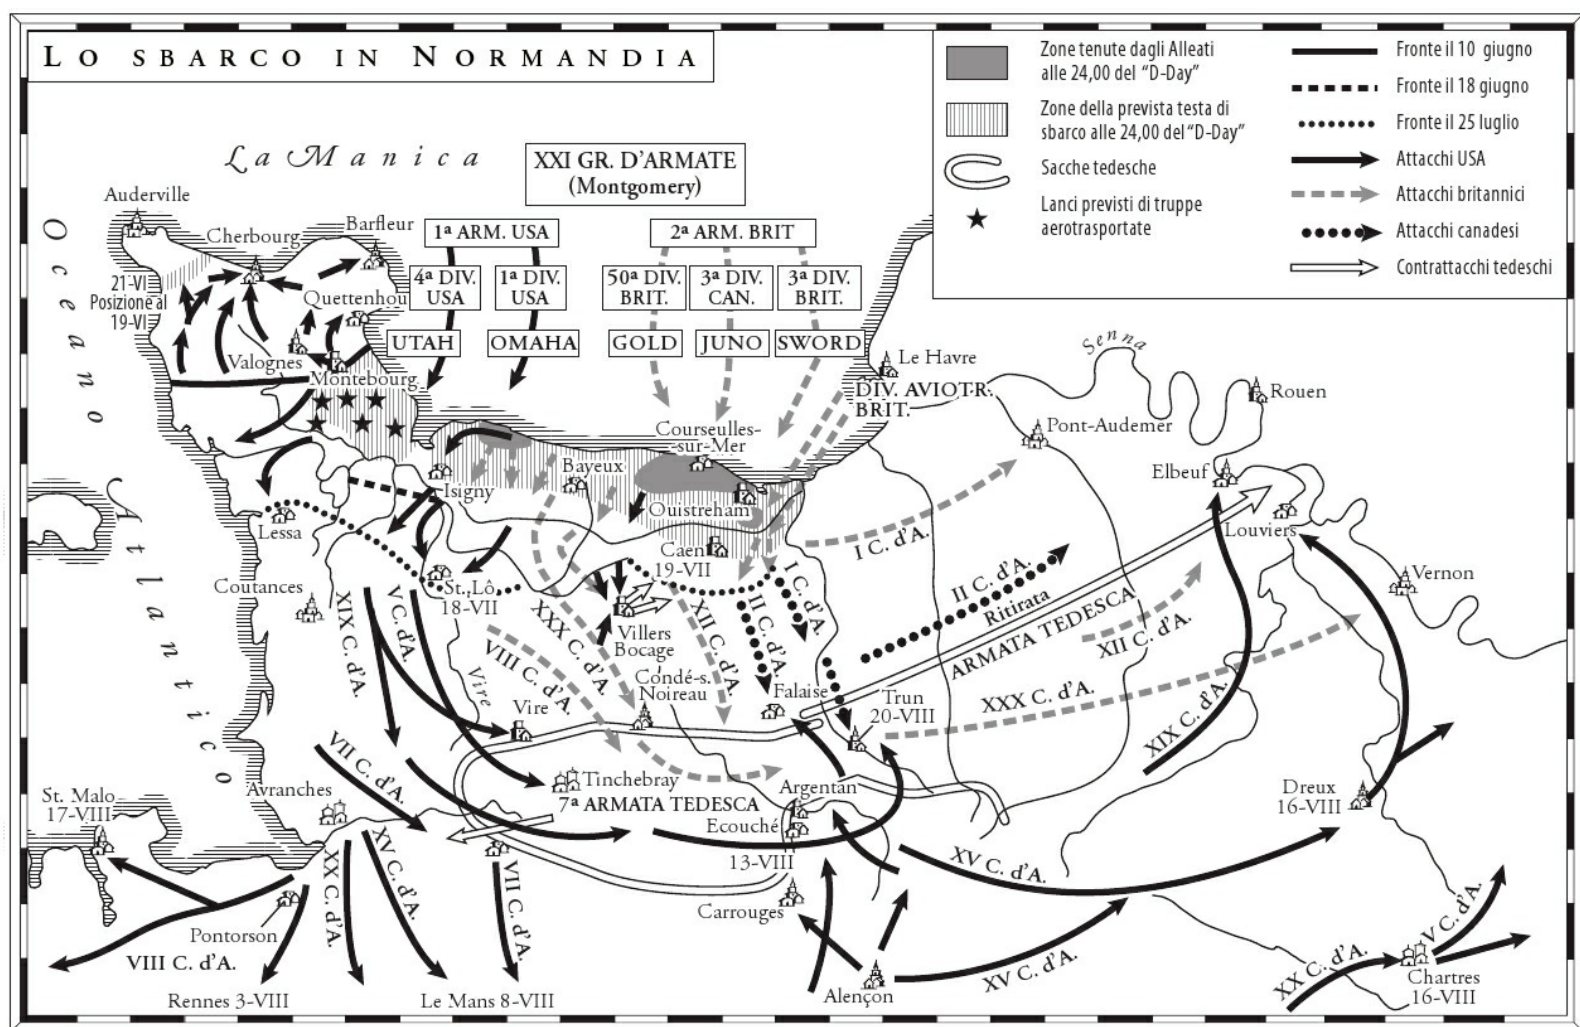 LO SBARCO IN NORMANDIA
Zone tenute dagli Alleati
alle 24,00 del “D-Day”
Zone della prevista testa di
sbarco alle 24,00 del “D-Day”
Sacche tedesche
Lanci previsti di truppe
aerotrasportate
Fronte il 10 giugno
Fronte il 18 giugno
Fronte il 25 luglio
Attacchi USA
Attacchi britannici
Attacchi canadesi
Contrattacchi tedeschi
La Manica
Oceano Atlantico
XXI GR. D'ARMATE
(Montgomery)
1ª ARM. USA
2ª ARM. BRIT
4ª DIV.
USA
1ª DIV.
USA
50ª DIV.
BRIT.
3ª DIV.
CAN.
3ª DIV.
BRIT.
UTAH
OMAHA
GOLD
JUNO
SWORD
Auderville
Cherbourg
Barfleur
21-VI
Posizione al
19-VI
Quettenhou
Valognes
Montebourg
Le Havre
DIV. AVIOTR.
BRIT.
Senna
Rouen
Pont-Audemer
Elbeuf
Louviers
Vernon
Courseulles-
-sur-Mer
Bayeux
Isigny
Ouistreham
Caen
19-VII
Lessa
Coutances
St. Lô
18-VII
Villers
Bocage
Condé-s.
Noireau
Falaise
Trun
20-VIII
I C. d'A.
I C. d'A.
II C. d'A.
II C. d'A.
Ritirata
ARMATA TEDESCA
XII C. d'A.
XII C. d'A.
XXX C. d'A.
XXX C. d'A.
VIII C. d'A.
XIX C. d'A.
V C. d'A.
XIX C. d'A.
Vire
Vire
VII C. d'A.
Tinchebray
7ª ARMATA TEDESCA
Argentan
Ecouché
13-VIII
Carrouges
Alençon
Avranches
St. Malo
17-VIII
Pontorson
VIII C. d'A.
XX C. d'A.
XV C. d'A.
VII C. d'A.
Rennes 3-VIII
Le Mans 8-VIII
XV C. d'A.
XV C. d'A.
Dreux
16-VIII
XX C. d'A.
V C. d'A.
Chartres
16-VIII